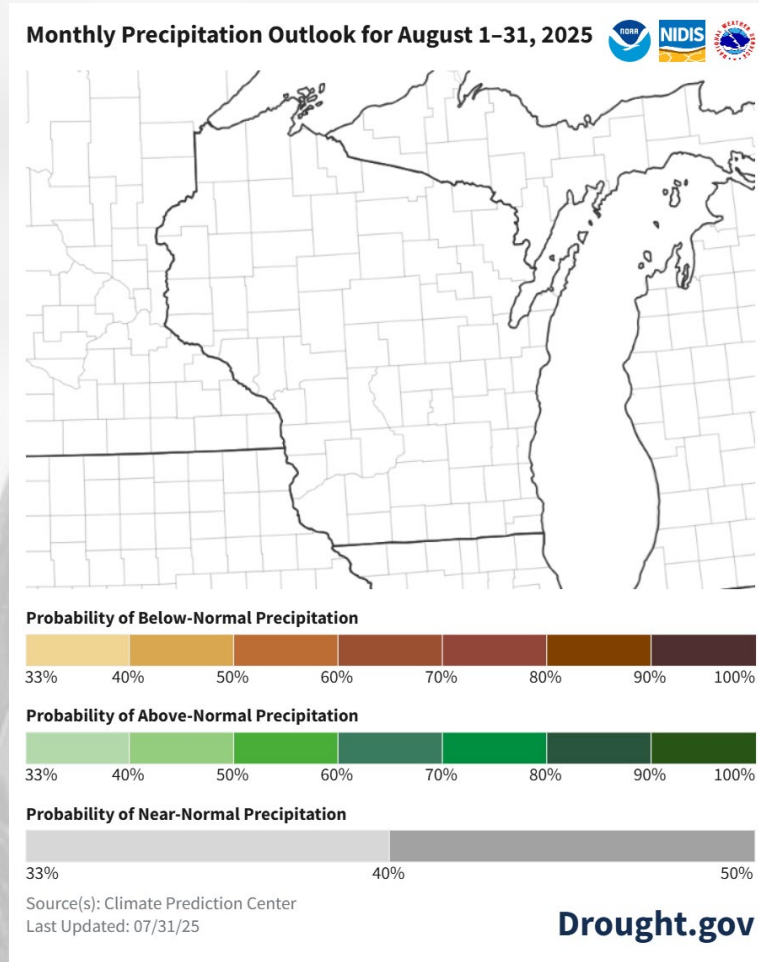 Monthly Precipitation Outlook for August 1–31, 2025
NOAA
NIDIS
Probability of Below-Normal Precipitation
33% 40% 50% 60% 70% 80% 90% 100%
Probability of Above-Normal Precipitation
33% 40% 50% 60% 70% 80% 90% 100%
Probability of Near-Normal Precipitation
33% 40% 50%
Source(s): Climate Prediction Center
Last Updated: 07/31/25
Drought.gov